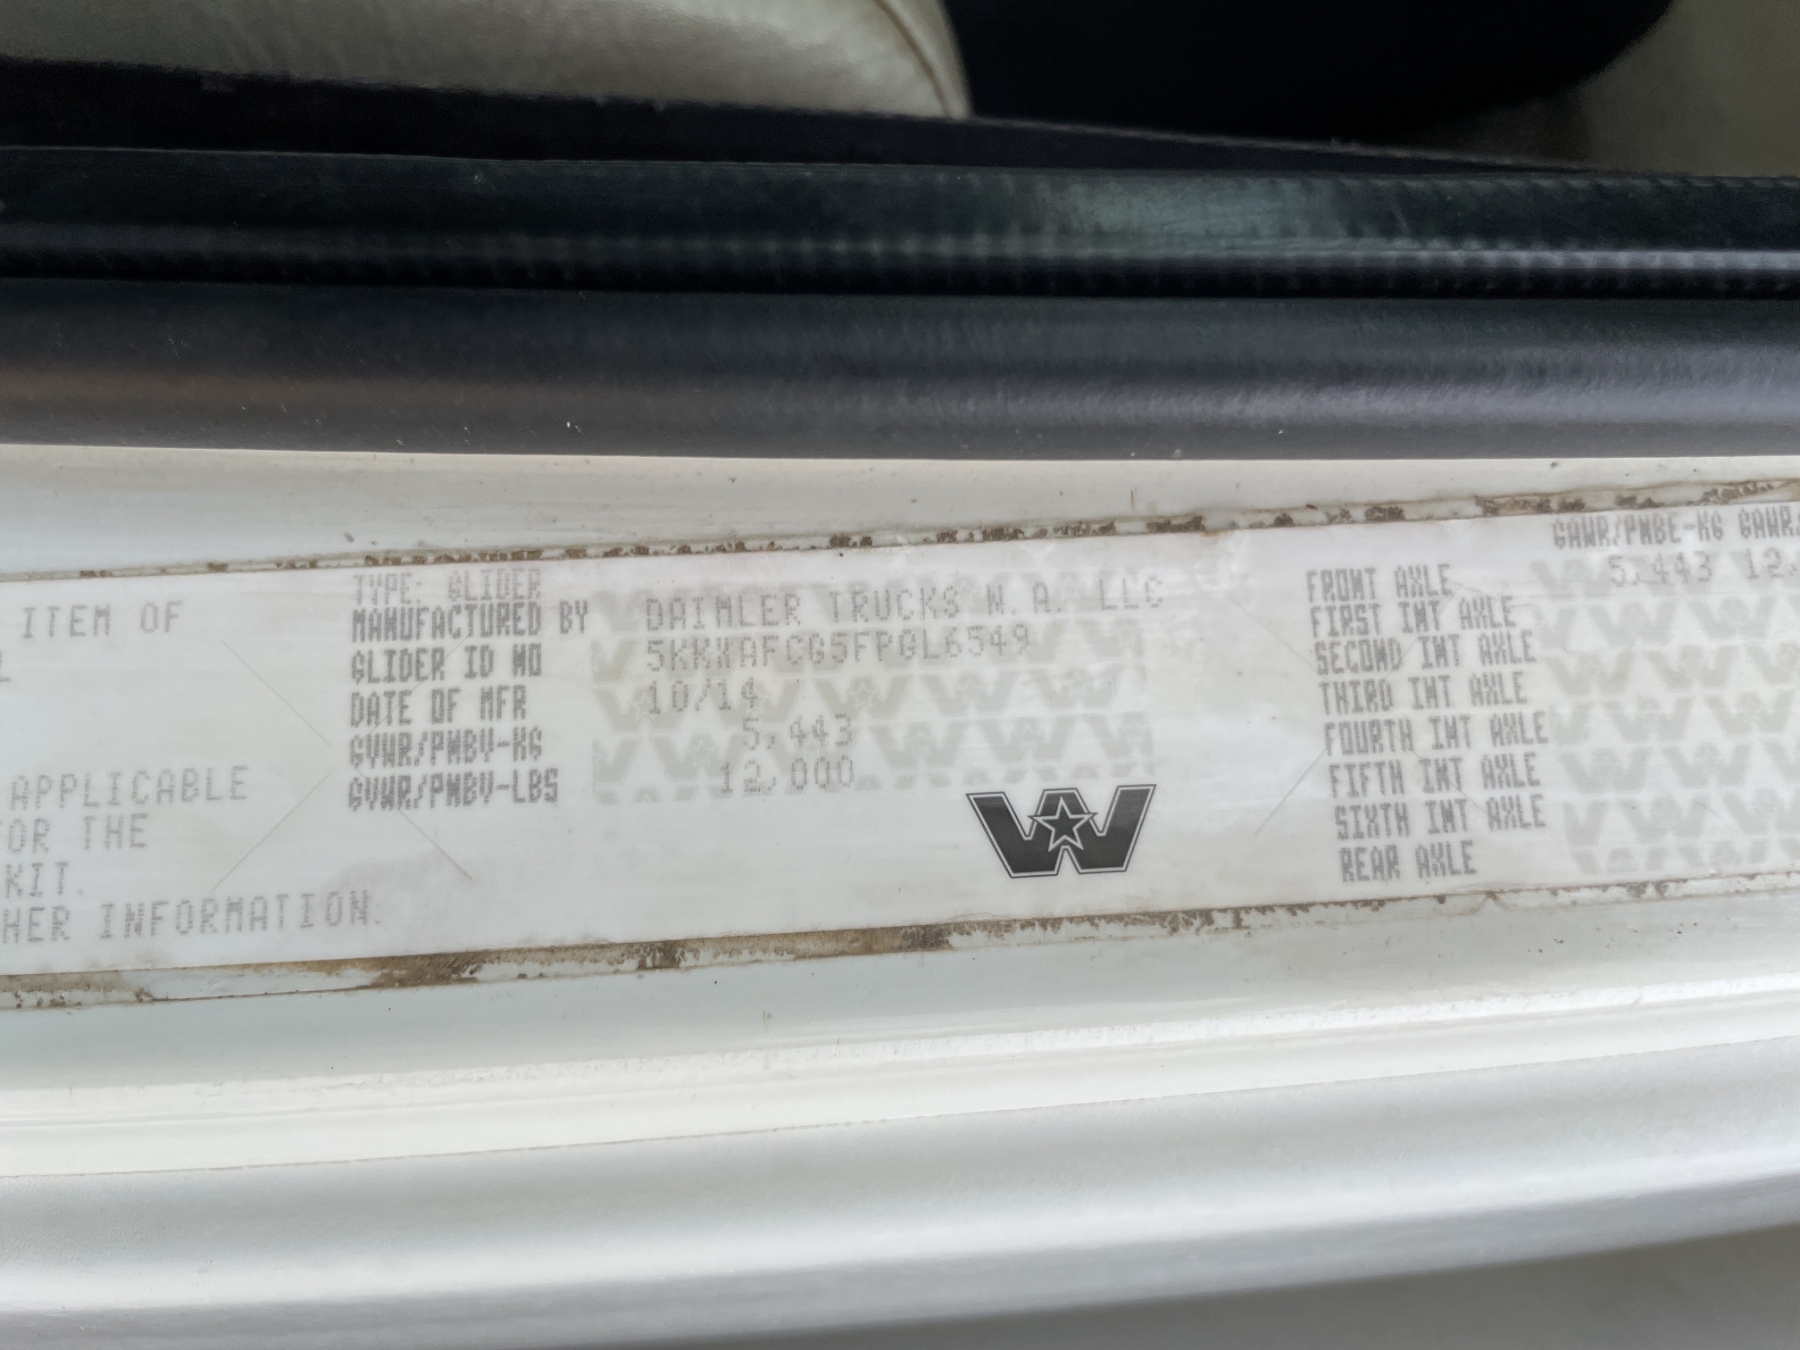 ITEM OF
L
APPLICABLE
OR THE
KIT.
HER INFORMATION.
TYPE: GLIDER
MANUFACTURED BY DAIMLER TRUCKS N.A. LLC
GLIDER ID NO 5KKXAFCG5FPGL6549
DATE OF MFR 10/14
GVWR/PNBV-KG 5,443
GVWR/PNBV-LBS 12,000
W
GAWR/PNBE-KG GAWR/
FRONT AXLE 5,443 12,
FIRST INT AXLE
SECOND INT AXLE
THIRD INT AXLE
FOURTH INT AXLE
FIFTH INT AXLE
SIXTH INT AXLE
REAR AXLE